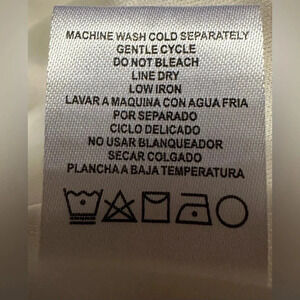 MACHINE WASH COLD SEPARATELY
GENTLE CYCLE
DO NOT BLEACH
LINE DRY
LOW IRON
LAVAR A MAQUINA CON AGUA FRIA
POR SEPARADO
CICLO DELICADO
NO USAR BLANQUEADOR
SECAR COLGADO
PLANCHA A BAJA TEMPERATURA